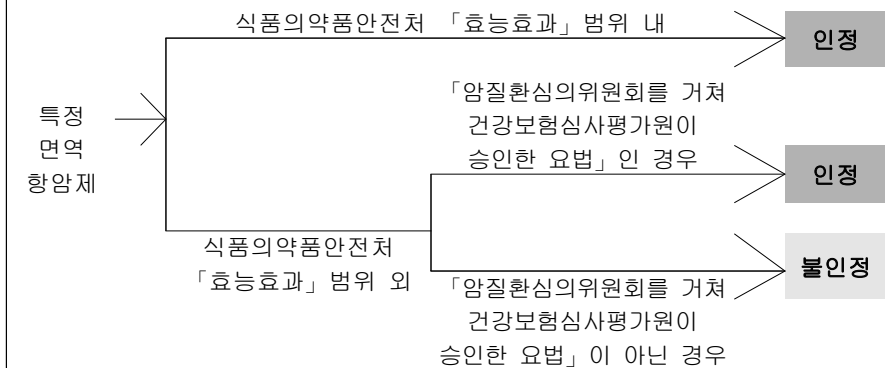 식품의약품안전처 「효능효과」범위 내
인정
특정
면역
항암제
「암질환심의위원회를 거쳐
건강보험심사평가원이
승인한 요법」인 경우
인정
식품의약품안전처
「효능효과」범위 외
불인정
「암질환심의위원회를 거쳐
건강보험심사평가원이
승인한 요법」이 아닌 경우